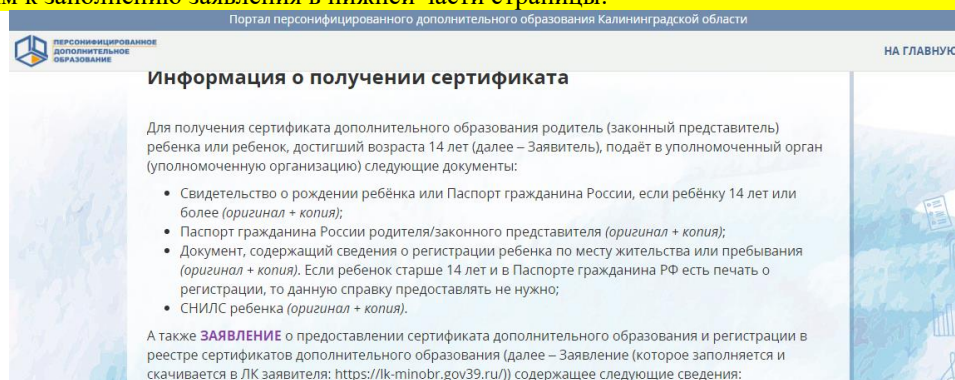 м к заполнению заявления в нижней части страницы.
Портал персонифицированного дополнительного образования Калининградской области
ПЕРСОНИФИЦИРОВАННОЕ
ДОПОЛНИТЕЛЬНОЕ
ОБРАЗОВАНИЕ
НА ГЛАВНУЮ
Информация о получении сертификата
Для получения сертификата дополнительного образования родитель (законный представитель)
ребенка или ребенок, достигший возраста 14 лет (далее – Заявитель), подаёт в уполномоченный орган
(уполномоченную организацию) следующие документы:
• Свидетельство о рождении ребёнка или Паспорт гражданина России, если ребёнку 14 лет или
более (оригинал + копия);
• Паспорт гражданина России родителя/законного представителя (оригинал + копия);
• Документ, содержащий сведения о регистрации ребенка по месту жительства или пребывания
(оригинал + копия). Если ребенок старше 14 лет и в Паспорте гражданина РФ есть печать о
регистрации, то данную справку предоставлять не нужно;
• СНИЛС ребенка (оригинал + копия).
А также ЗАЯВЛЕНИЕ о предоставлении сертификата дополнительного образования и регистрации в
реестре сертификатов дополнительного образования (далее – Заявление (которое заполняется и
скачивается в ЛК заявителя: https://lk-minobr.gov39.ru/)) содержащее следующие сведения: